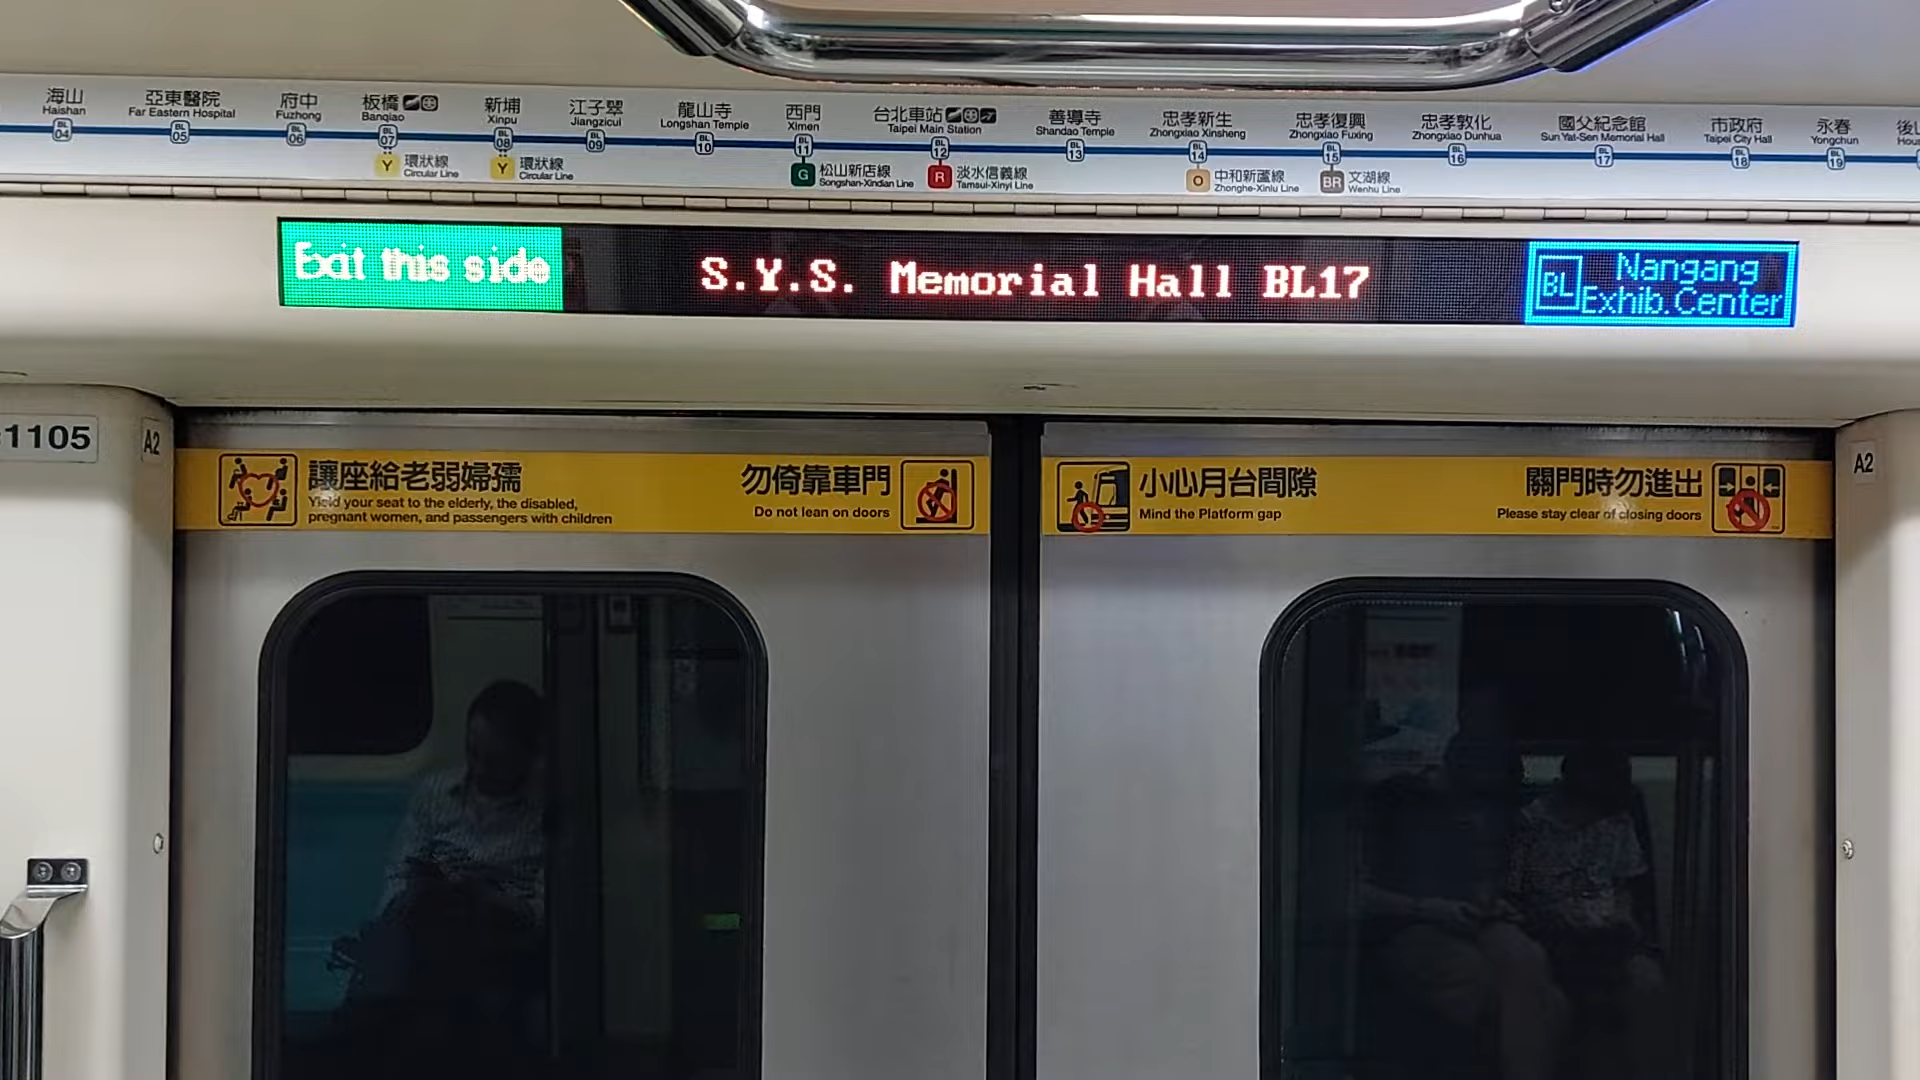 海山
Haishan
BL
04
亞東醫院
Far Eastern Hospital
BL
05
府中
Fuzhong
BL
06
板橋
Banqiao
BL
07
Y 環狀線
Circular Line
新埔
Xinpu
BL
08
Y 環狀線
Circular Line
江子翠
Jiangzicui
BL
09
龍山寺
Longshan Temple
BL
10
西門
Ximen
BL
11
G 松山新店線
Songshan-Xindian Line
台北車站
Taipei Main Station
BL
12
R 淡水信義線
Tamsui-Xinyi Line
善導寺
Shandao Temple
BL
13
忠孝新生
Zhongxiao Xinsheng
BL
14
O 中和新蘆線
Zhonghe-Xinlu Line
忠孝復興
Zhongxiao Fuxing
BL
15
BR 文湖線
Wenhu Line
忠孝敦化
Zhongxiao Dunhua
BL
16
國父紀念館
Sun Yat-Sen Memorial Hall
BL
17
市政府
Taipei City Hall
BL
18
永春
Yongchun
BL
19
Exit this side
S.Y.S. Memorial Hall BL17
BL Nangang
Exhib.Center
1105
A2
A2
讓座給老弱婦孺
Yield your seat to the elderly, the disabled,
pregnant women, and passengers with children
勿倚靠車門
Do not lean on doors
小心月台間隙
Mind the Platform gap
關門時勿進出
Please stay clear of closing doors